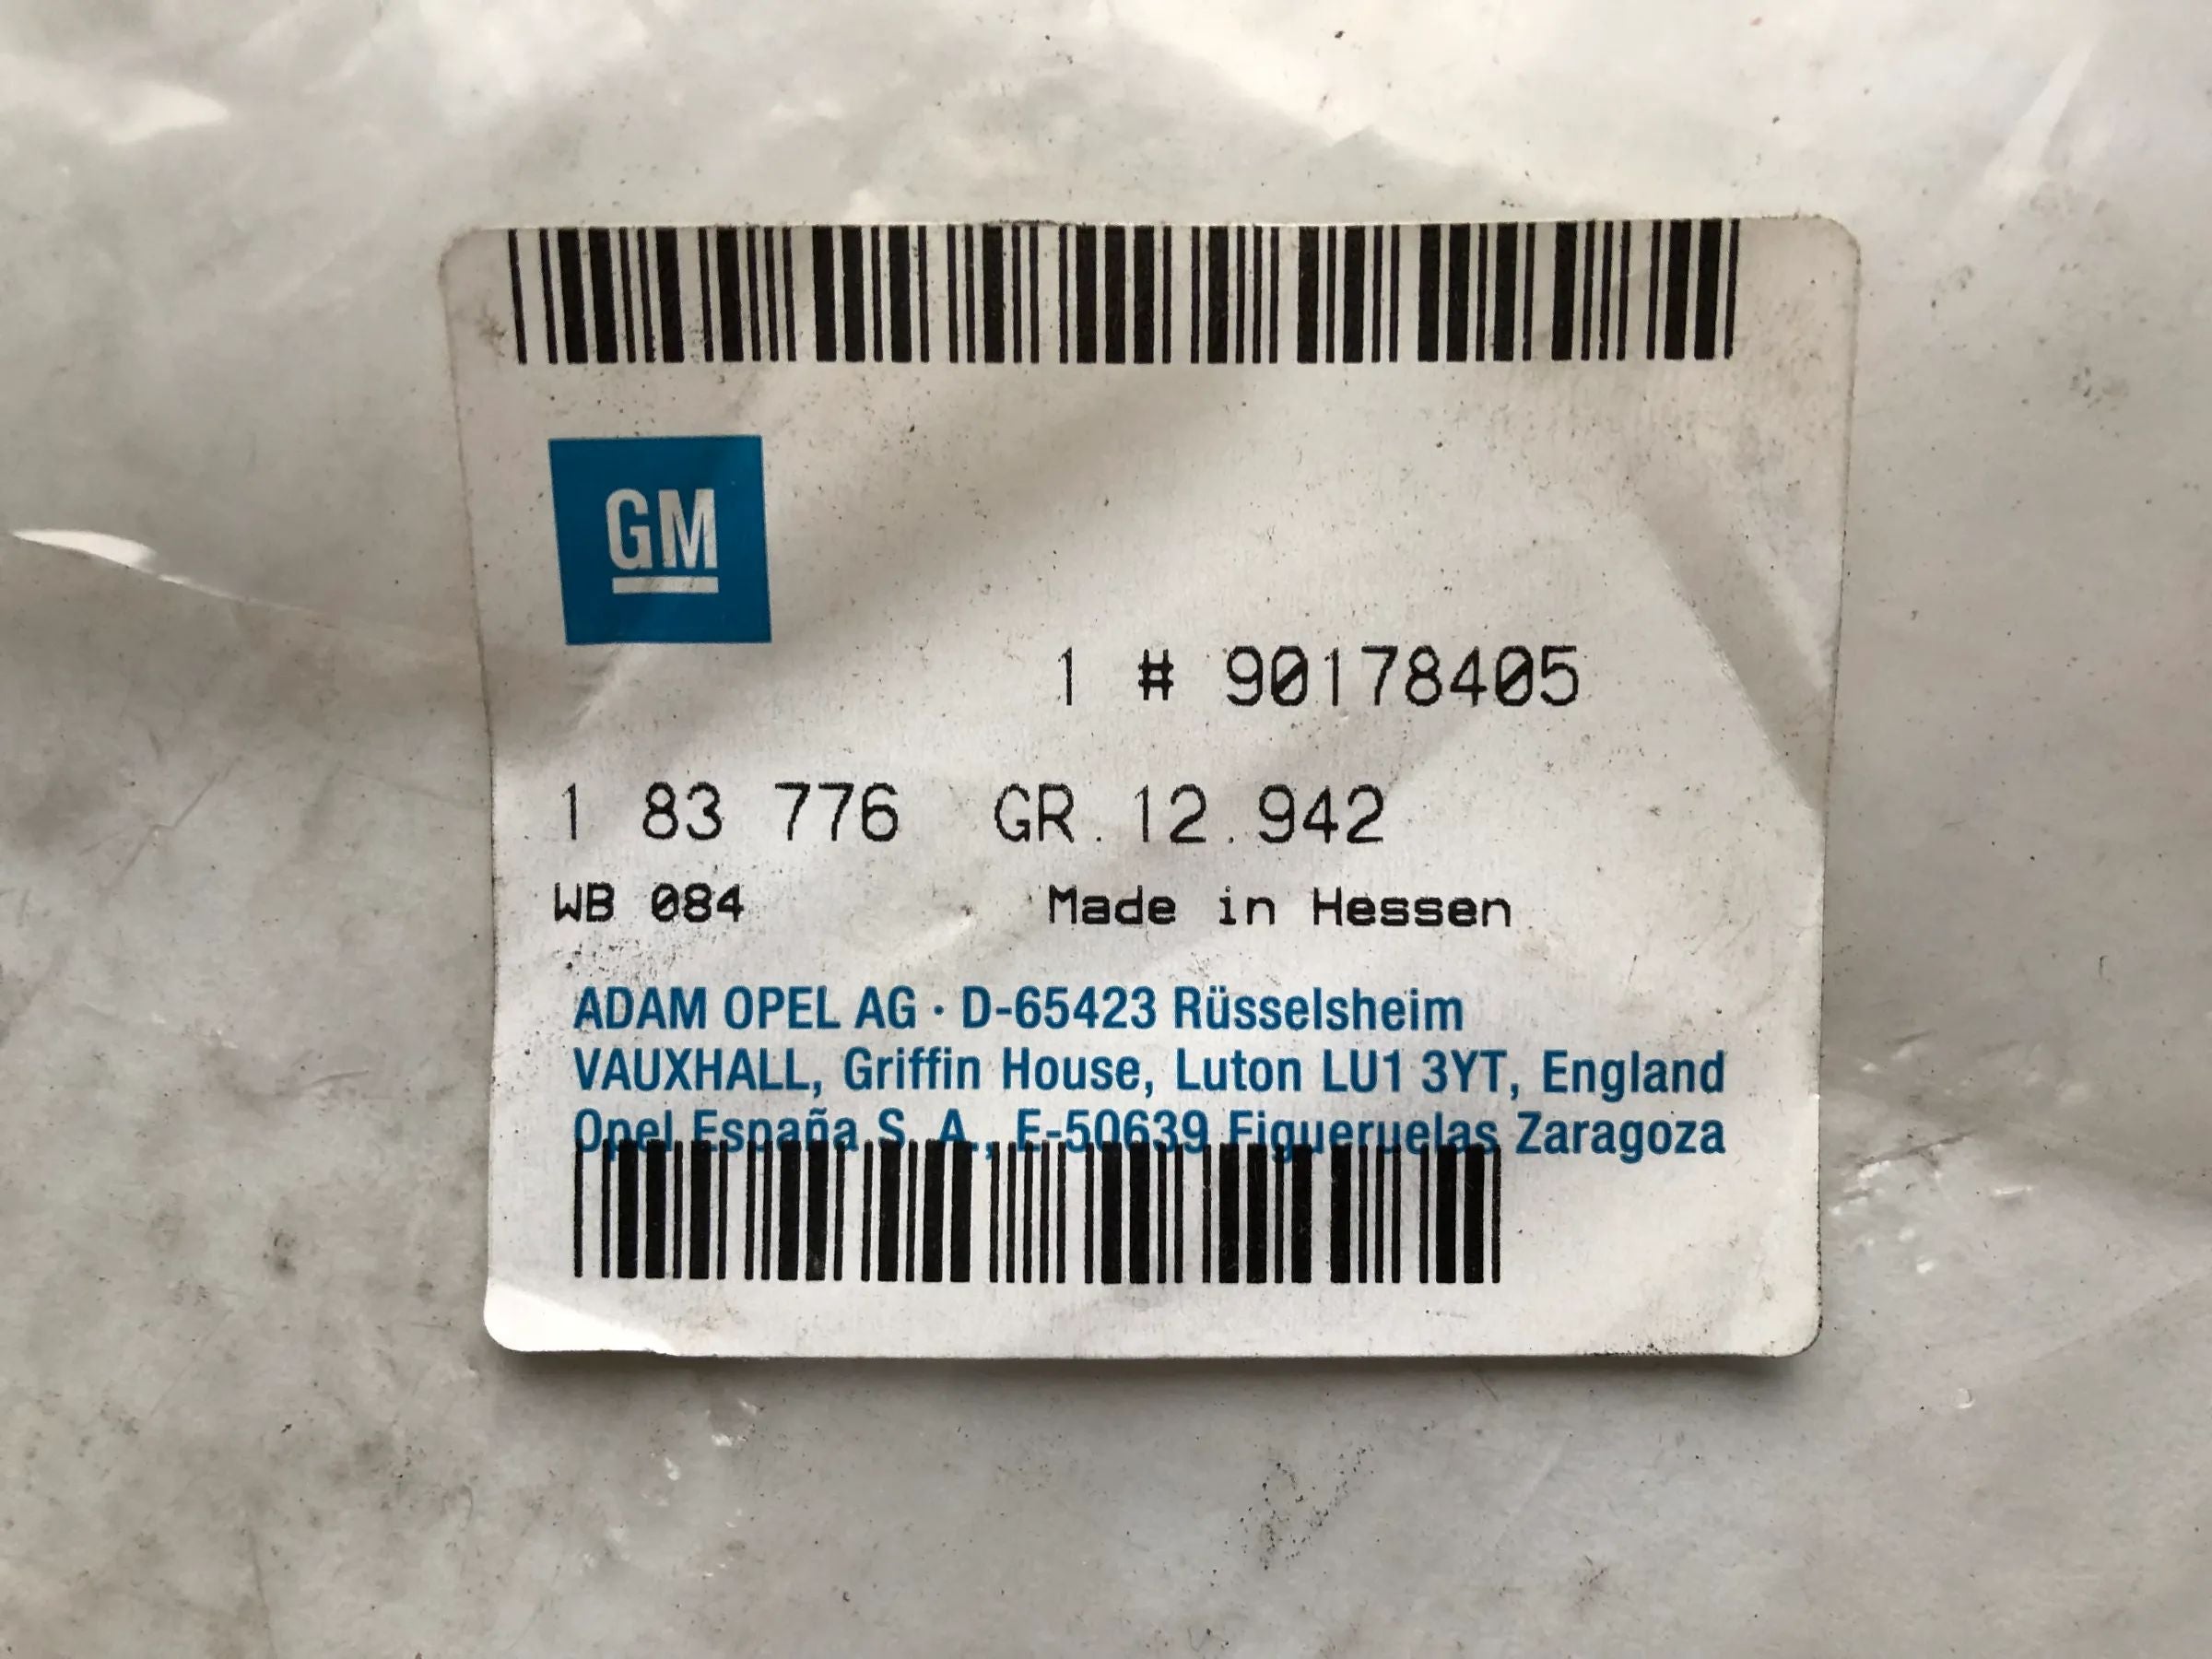 GM
1 # 90178405
1 83 776 GR.12.942
WB 084 Made in Hessen
ADAM OPEL AG · D-65423 Rüsselsheim
VAUXHALL, Griffin House, Luton LU1 3YT, England
Opel España S. A., E-50639 Figueruelas Zaragoza